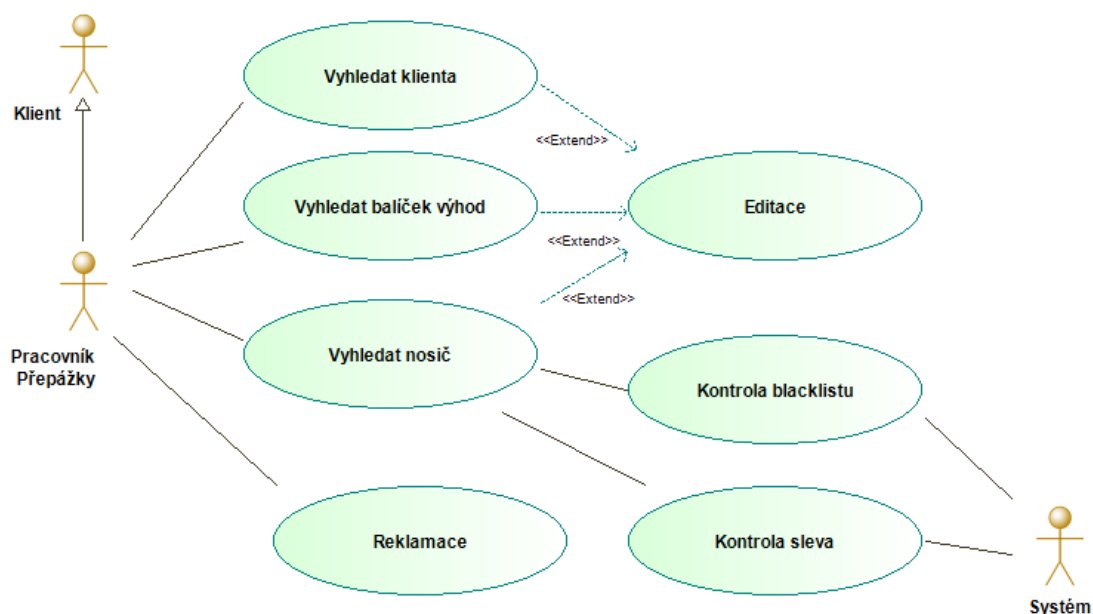 Vyhledat klienta
Klient
<<Extend>>
Vyhledat balíček výhod
Editace
<<Extend>>
<<Extend>>
Pracovník
Přepážky
Vyhledat nosič
Kontrola blacklistu
Reklamace
Kontrola sleva
Systém